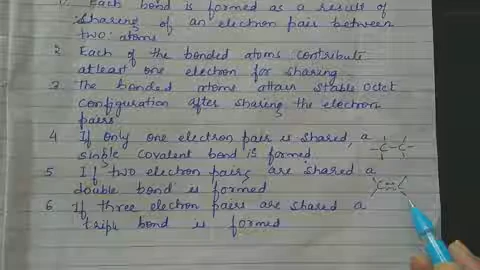 1. Each bond is formed as a result of
sharing of an electron pair between
two atoms
2 Each of the bonded atoms contribute
atleast one electron for sharing
3 The bonded atoms attain stable octet
configuration after sharing the electron
pairs
4 If only one electron pair is shared, a
single covalent bond is formed
-C-C-
5 If two electron pairs are shared a
double bond is formed
C::C
6 If three electron pairs are shared a
triple bond is formed